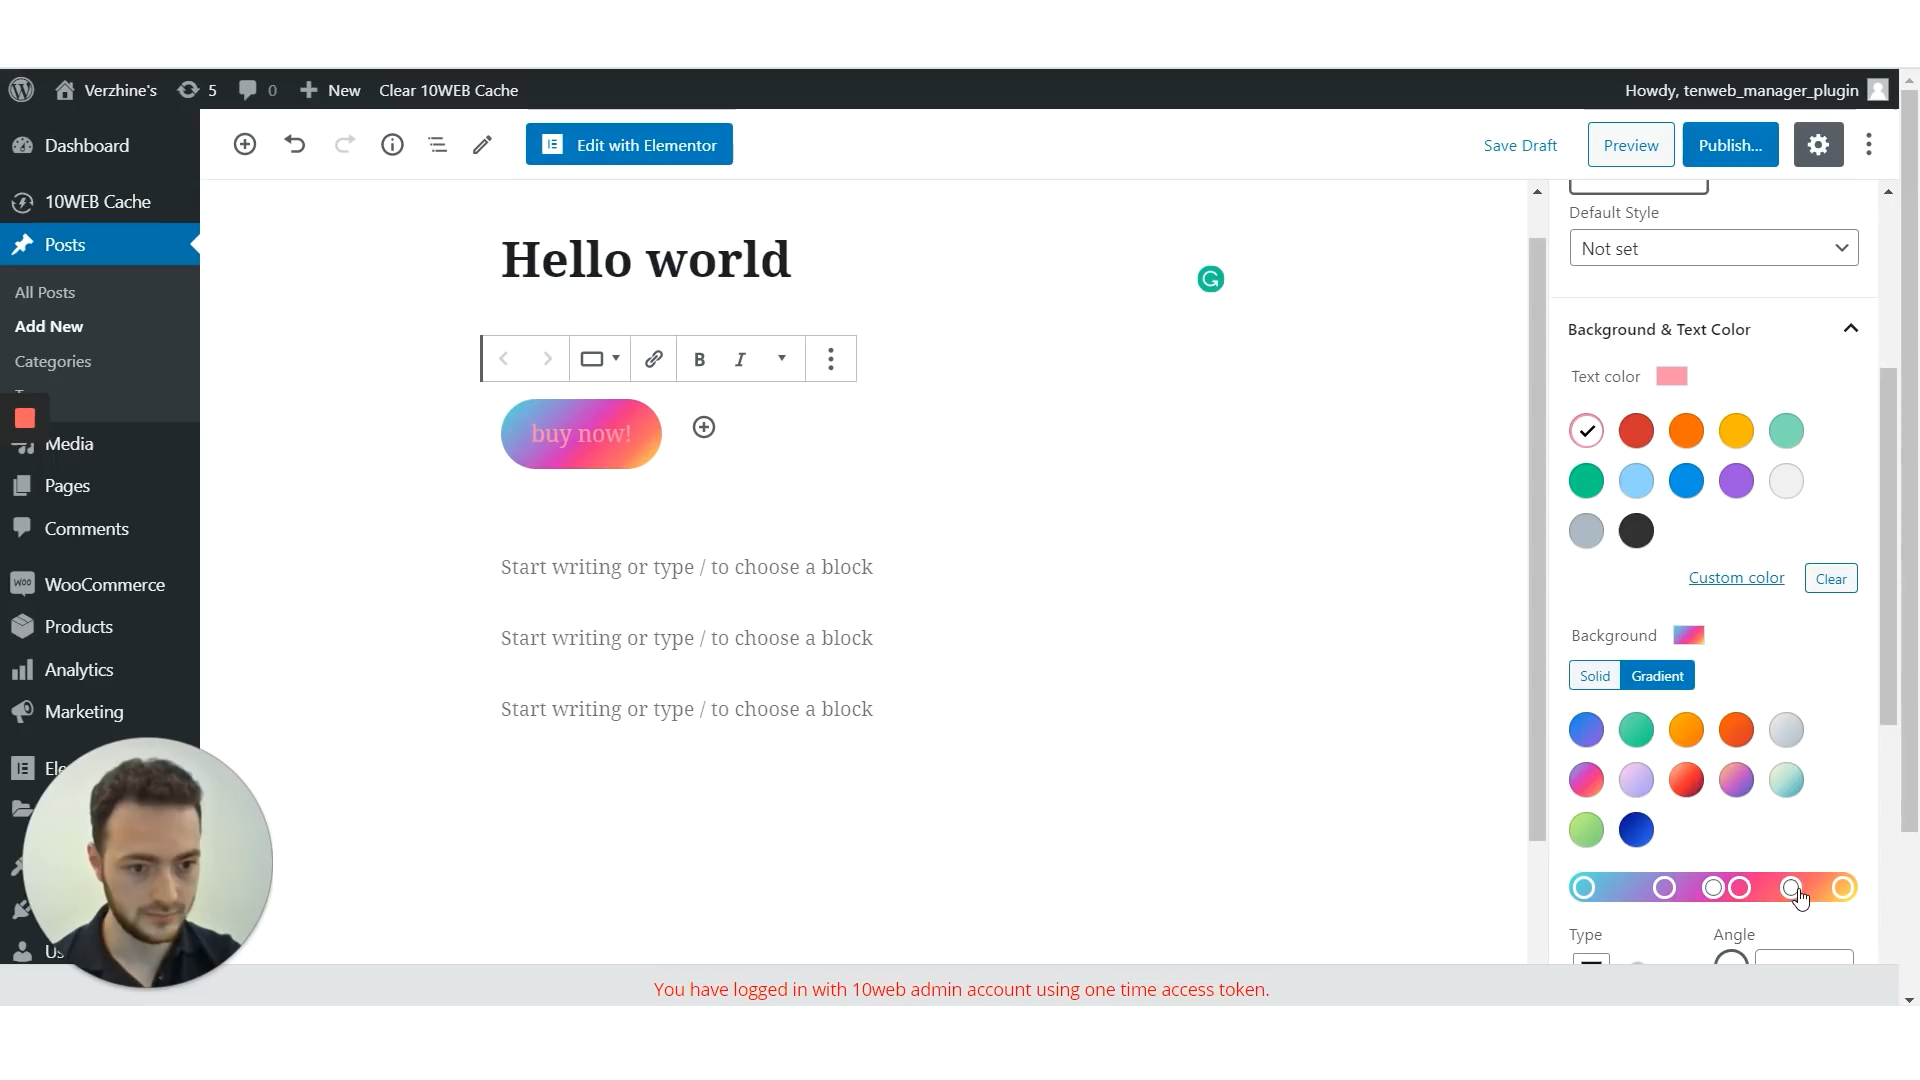 Verzhine's
5
0
New
Clear 10WEB Cache
Howdy, tenweb_manager_plugin
Dashboard
10WEB Cache
Posts
All Posts
Add New
Categories
Media
Pages
Comments
WooCommerce
Products
Analytics
Marketing
Edit with Elementor
Save Draft
Preview
Publish...
Hello world
B
I
buy now!
Start writing or type / to choose a block
Start writing or type / to choose a block
Start writing or type / to choose a block
Default Style
Not set
Background & Text Color
Text color
Custom color
Clear
Background
Solid
Gradient
Type
Angle
You have logged in with 10web admin account using one time access token.